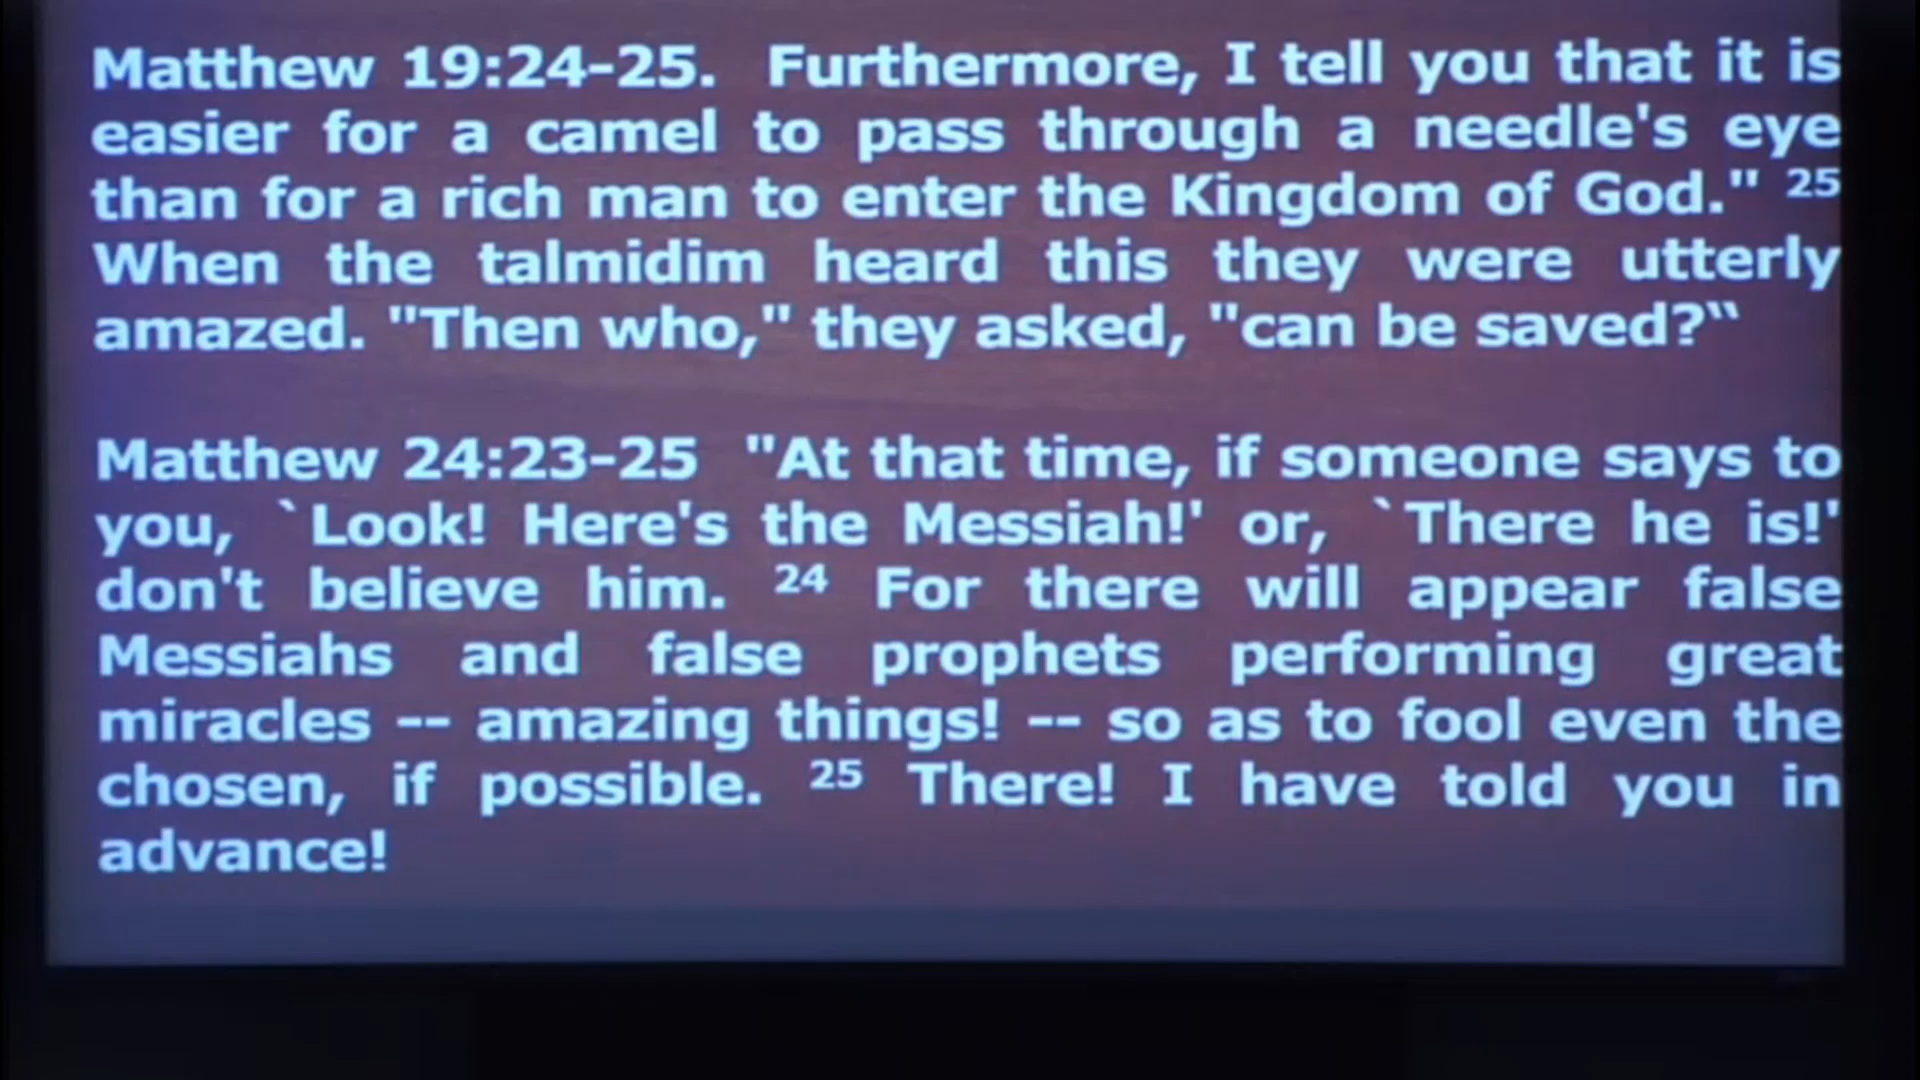 Matthew 19:24-25. Furthermore, I tell you that it is
easier for a camel to pass through a needle's eye
than for a rich man to enter the Kingdom of God." 25
When the talmidim heard this they were utterly
amazed. "Then who," they asked, "can be saved?“
Matthew 24:23-25 "At that time, if someone says to
you, `Look! Here's the Messiah!' or, `There he is!'
don't believe him. 24 For there will appear false
Messiahs and false prophets performing great
miracles -- amazing things! -- so as to fool even the
chosen, if possible. 25 There! I have told you in
advance!